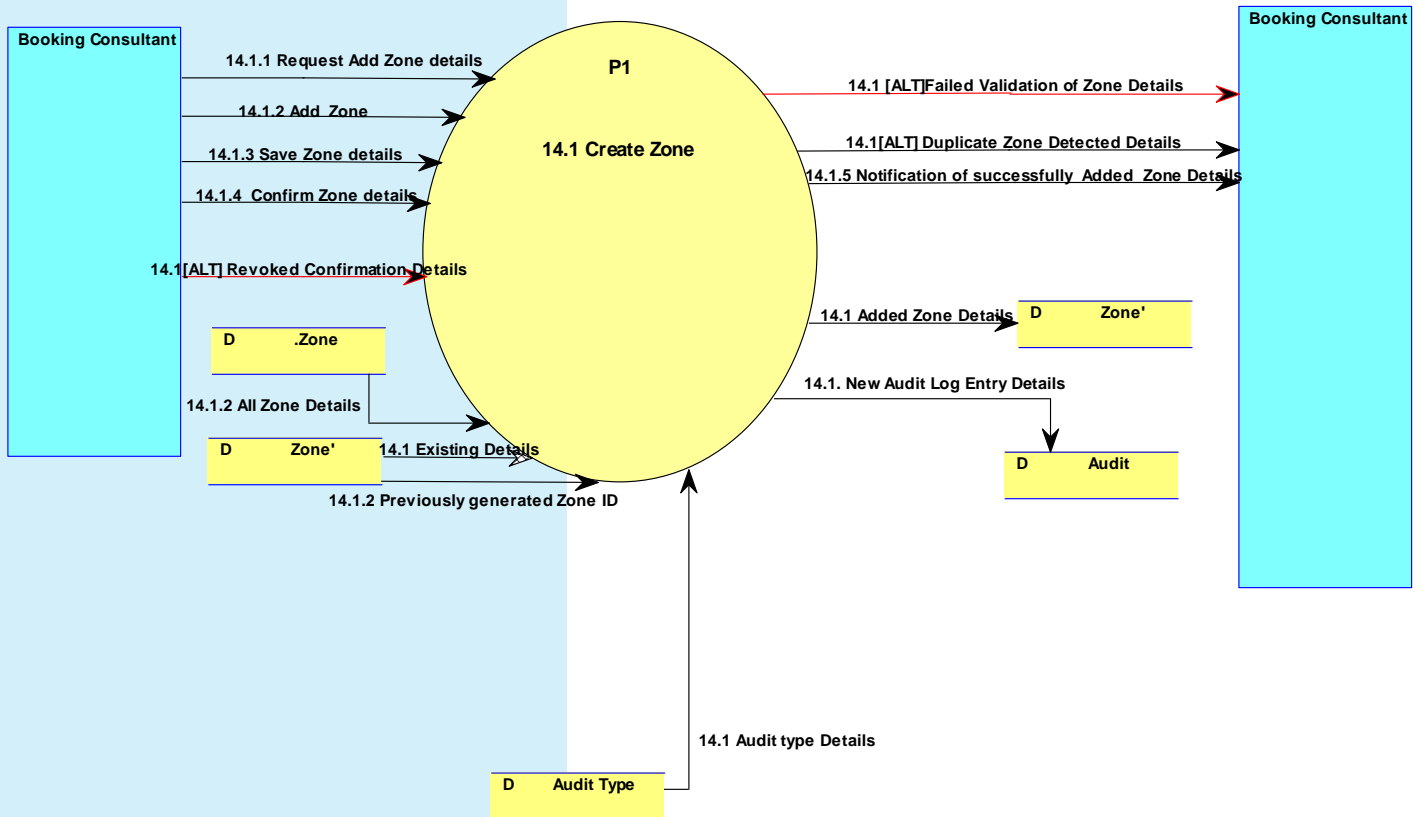 Booking Consultant
14.1.1 Request Add Zone details
14.1.2 Add Zone
14.1.3 Save Zone details
14.1.4 Confirm Zone details
14.1[ALT] Revoked Confirmation Details
D .Zone
14.1.2 All Zone Details
D Zone'
14.1 Existing Details
14.1.2 Previously generated Zone ID
P1
14.1 Create Zone
14.1 Audit type Details
D Audit Type
14.1 [ALT]Failed Validation of Zone Details
14.1[ALT] Duplicate Zone Detected Details
14.1.5 Notification of successfully Added Zone Details
14.1 Added Zone Details
D Zone'
14.1. New Audit Log Entry Details
D Audit
Booking Consultant